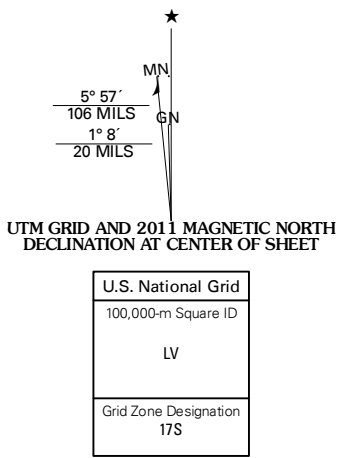 MN.
5° 57´
106 MILS
GN
1° 8´
20 MILS
UTM GRID AND 2011 MAGNETIC NORTH
DECLINATION AT CENTER OF SHEET
U.S. National Grid
100,000-m Square ID
LV
Grid Zone Designation
17S